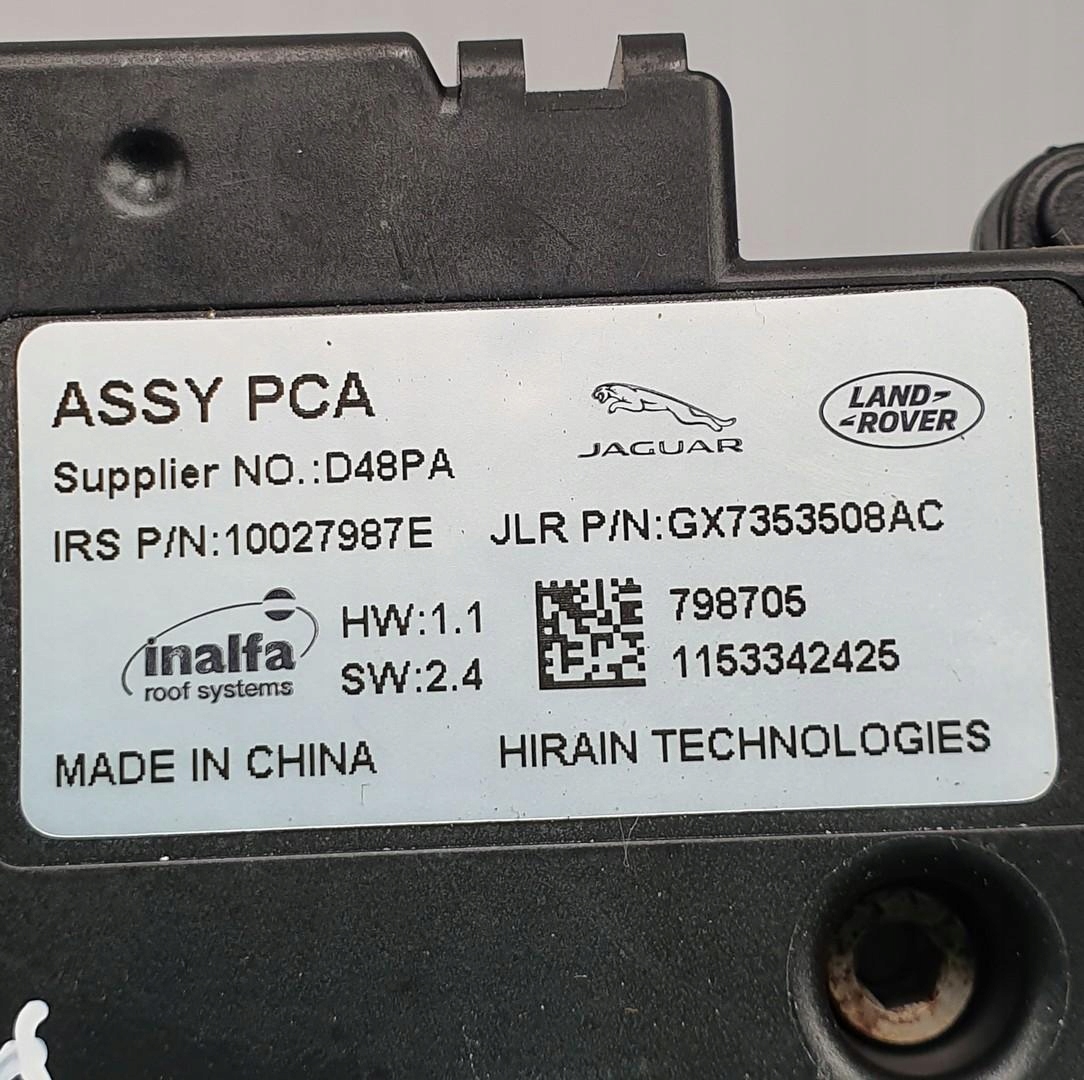 ASSY PCA
JAGUAR
LAND-
-ROVER
Supplier NO.:D48PA
IRS P/N:10027987E
JLR P/N:GX7353508AC
inalfa
roof systems
HW:1.1
SW:2.4
798705
1153342425
MADE IN CHINA
HIRAIN TECHNOLOGIES